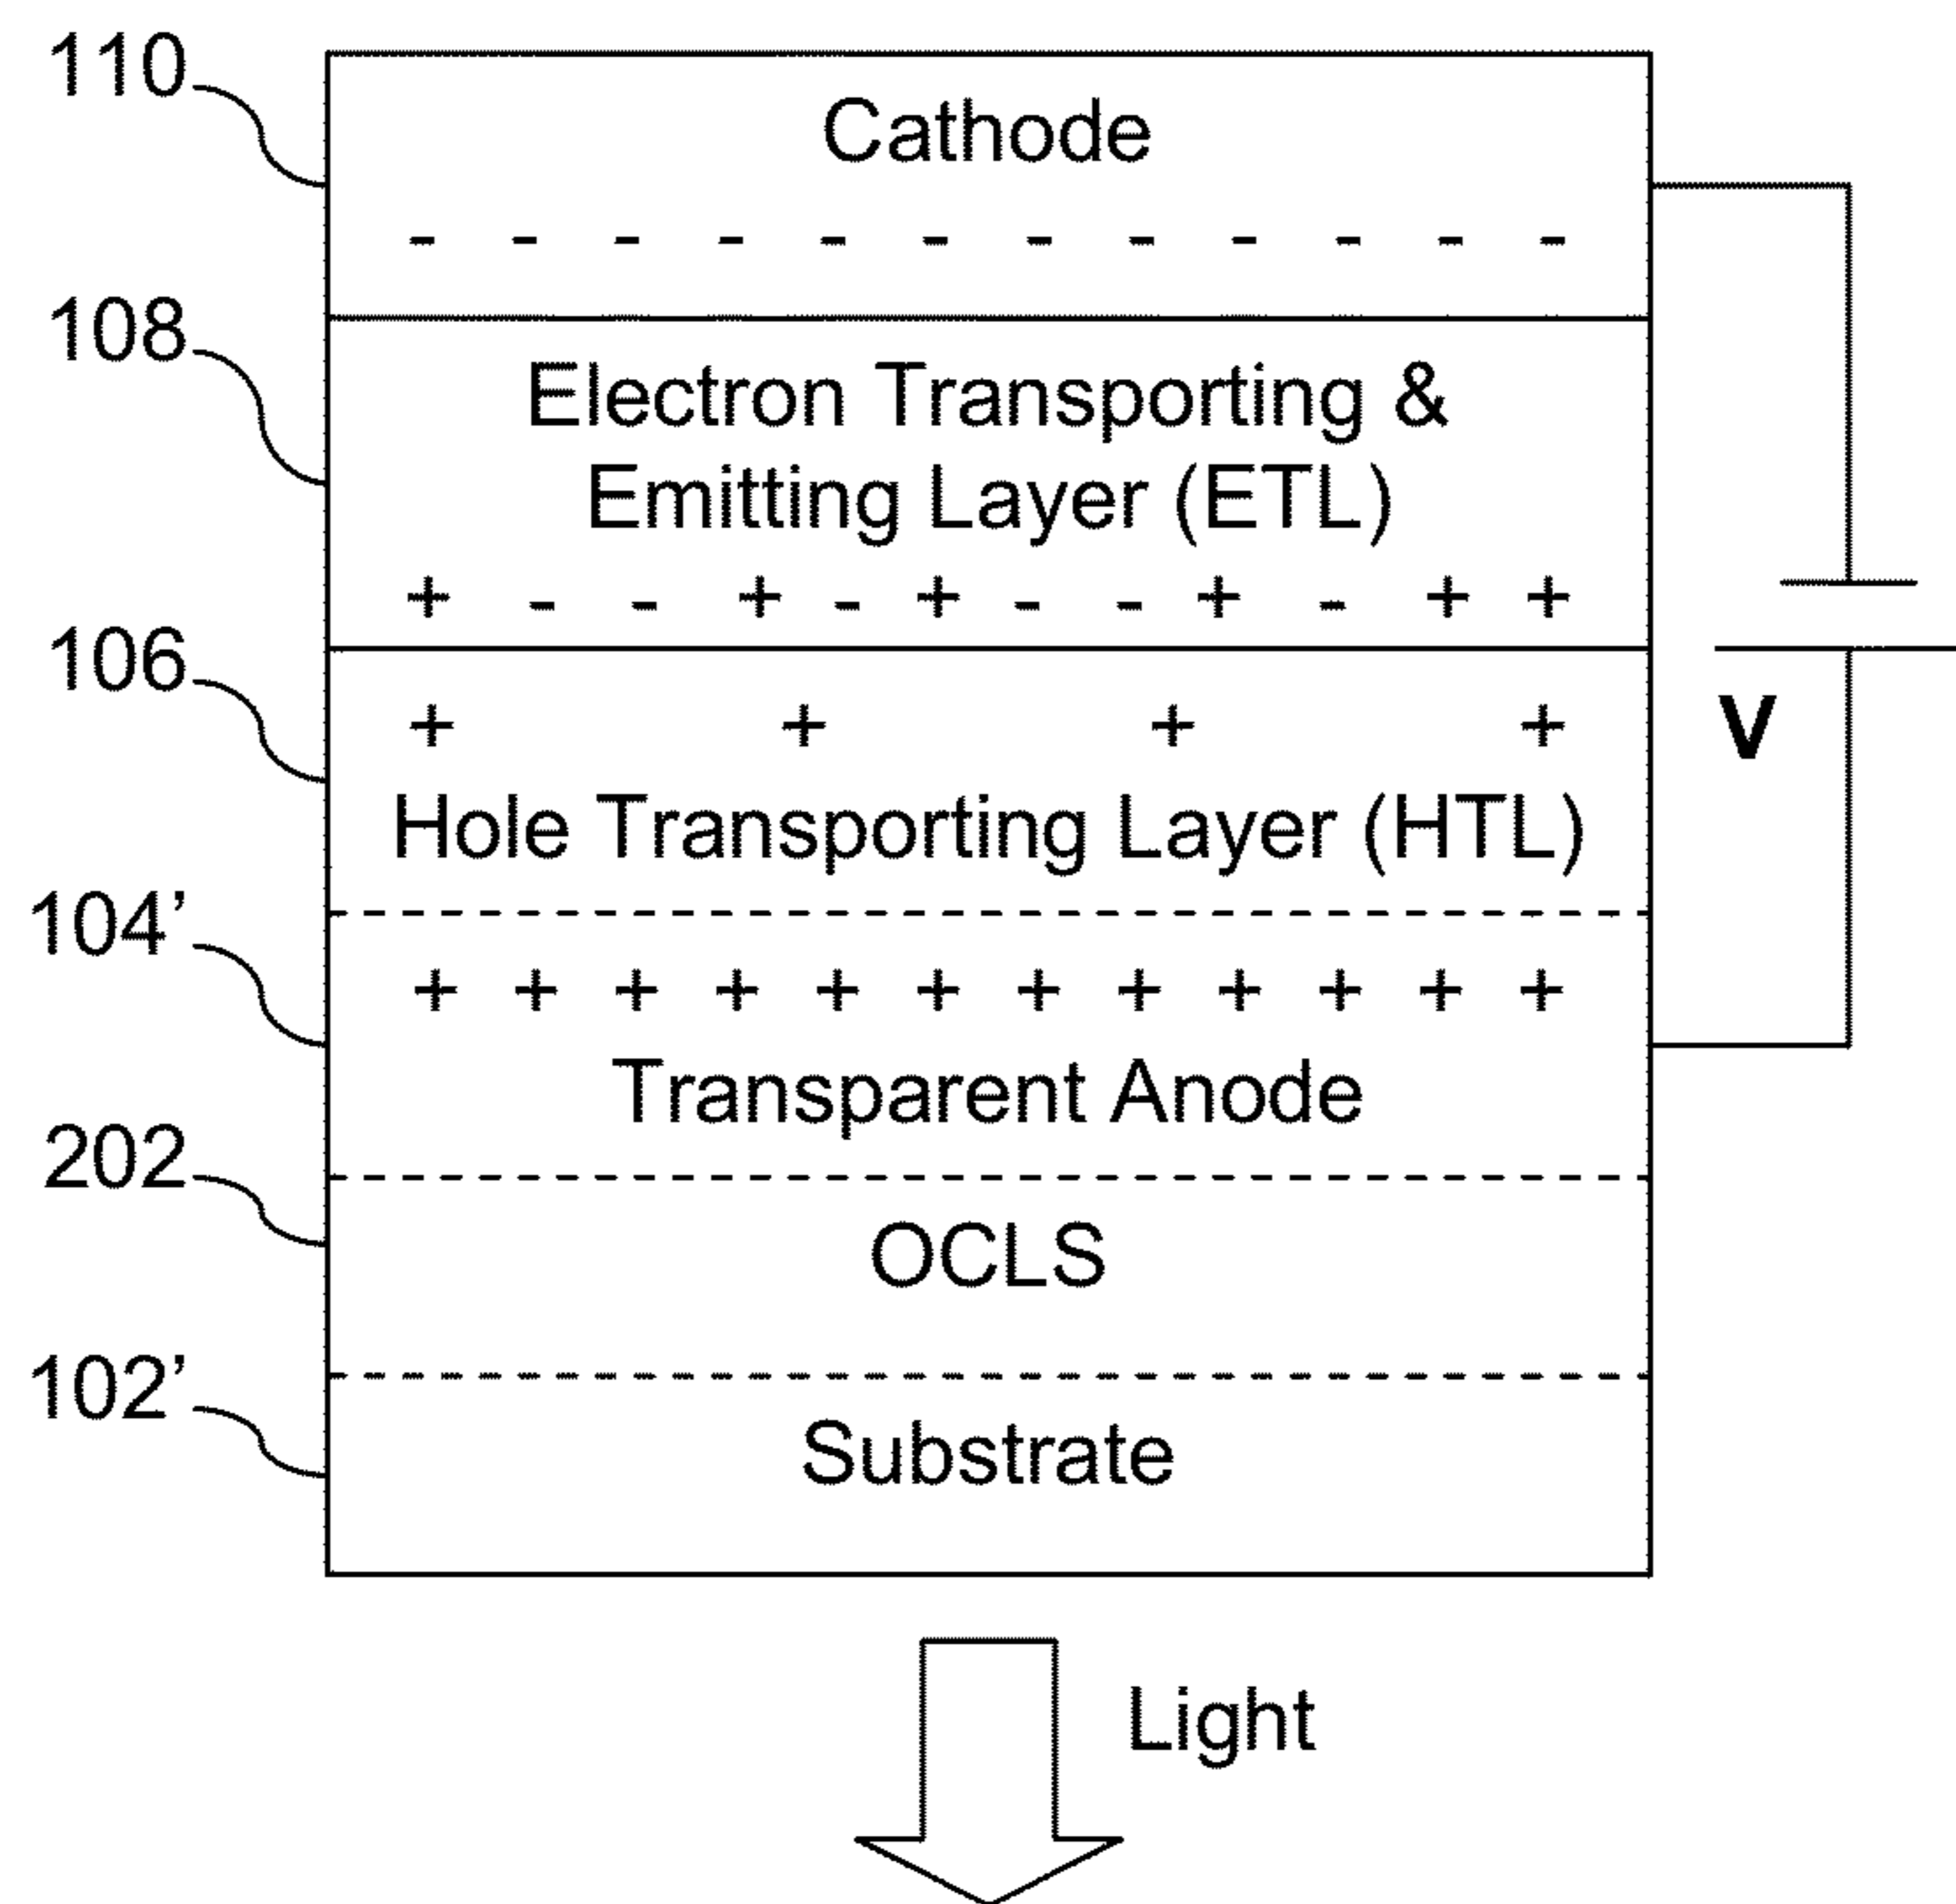 110
Cathode
- - - - - - - - - - - -
108
Electron Transporting &
Emitting Layer (ETL)
+ - - + - + - - + - + +
106
+ + + +
V
Hole Transporting Layer (HTL)
104’
+ + + + + + + + + + + +
Transparent Anode
202
OCLS
102’
Substrate
Light